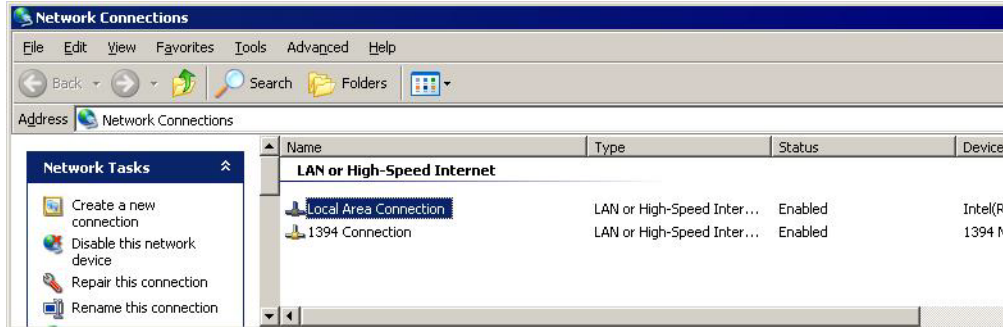 Network Connections
File Edit View Favorites Tools Advanced Help
Back Search Folders
Address Network Connections
Name Type Status Device
Network Tasks
LAN or High-Speed Internet
Create a new
connection
Local Area Connection LAN or High-Speed Inter... Enabled Intel(R
1394 Connection LAN or High-Speed Inter... Enabled 1394 N
Disable this network
device
Repair this connection
Rename this connection